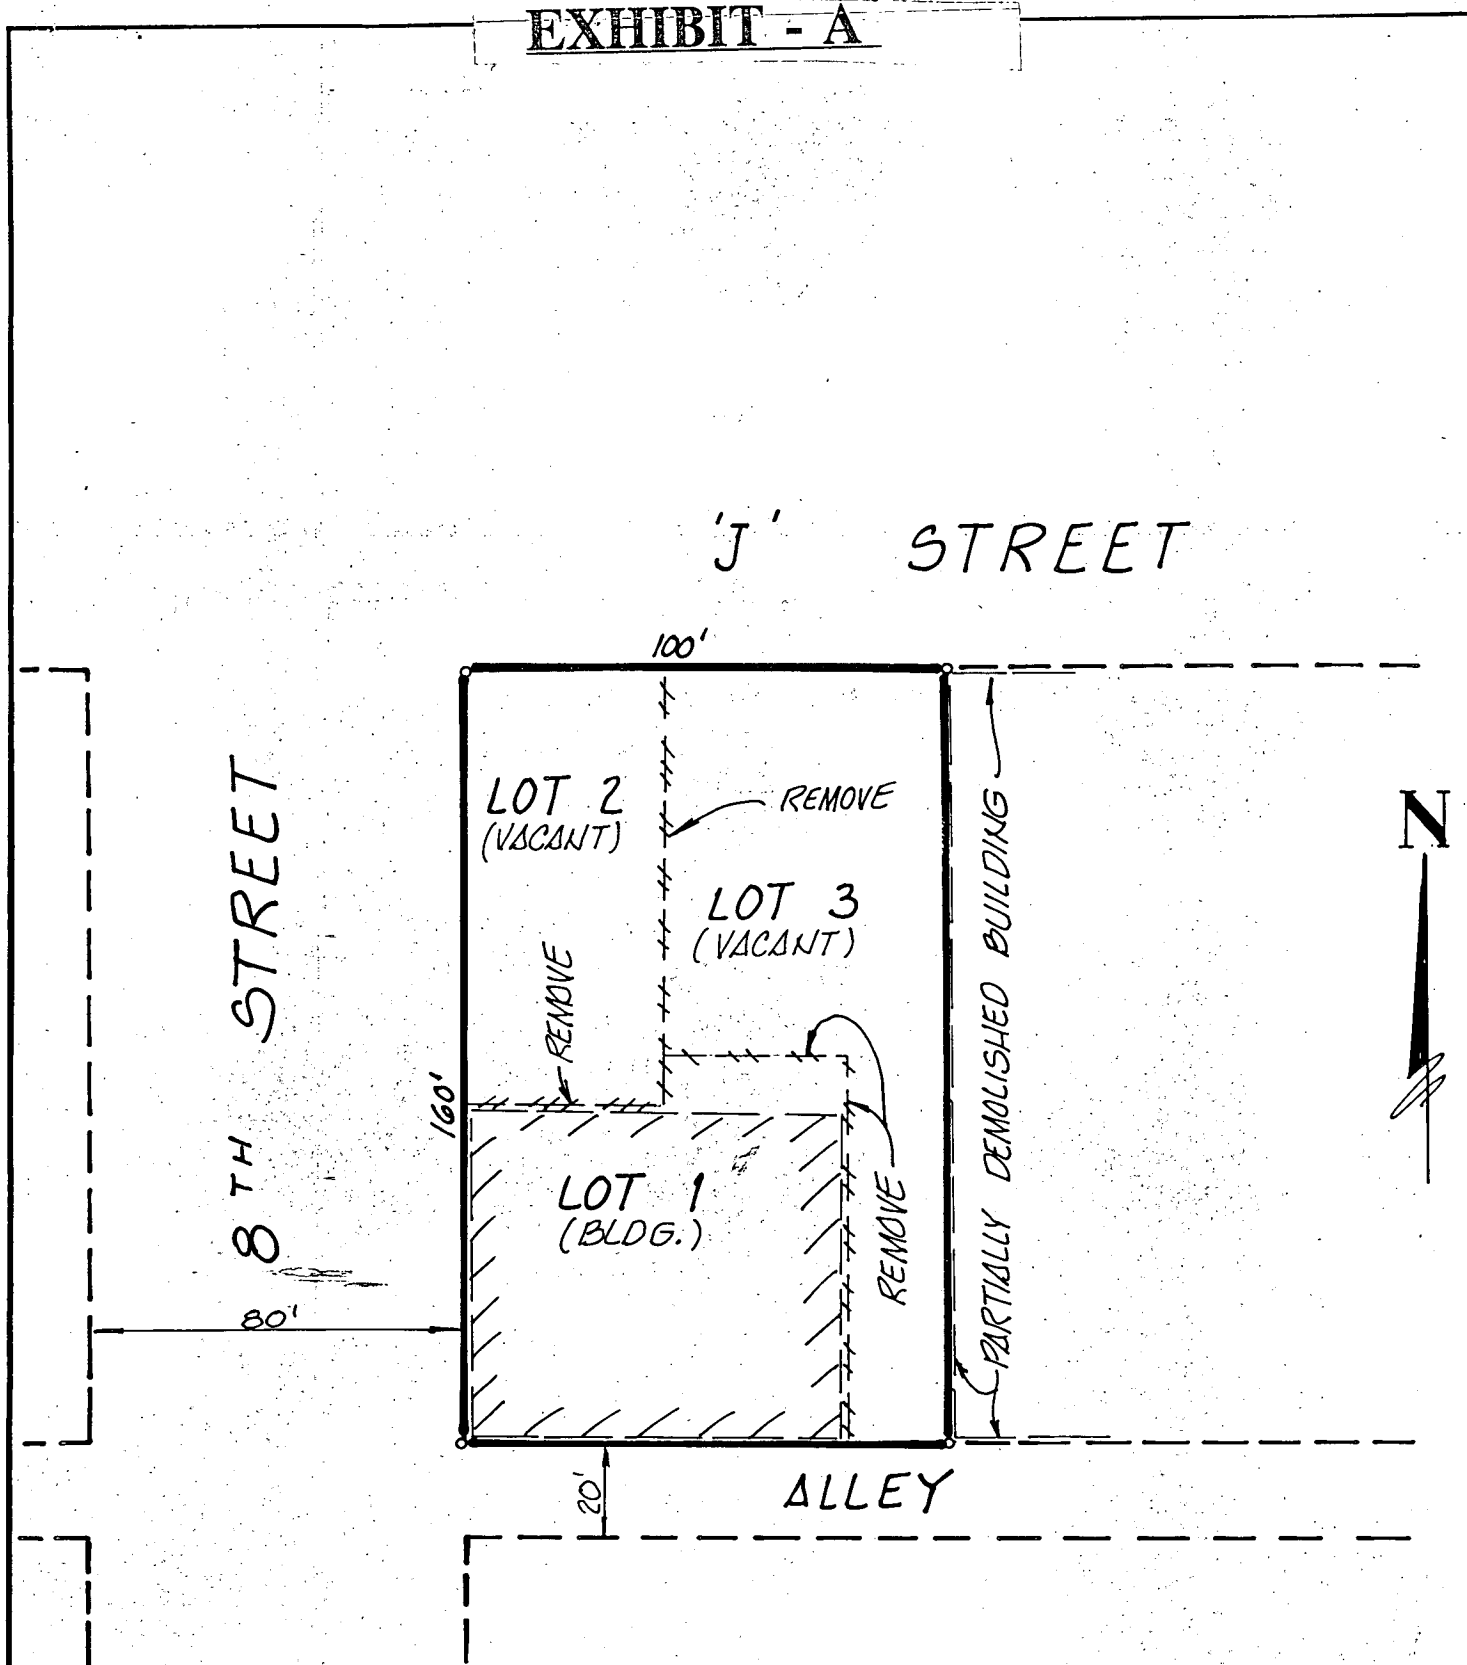 EXHIBIT - A
'J' STREET
100'
LOT 2
(VACANT)
REMOVE
LOT 3
(VACANT)
REMOVE
160'
LOT 1
(BLDG.)
REMOVE
PARTIALLY DEMOLISHED BUILDING
N
8TH STREET
80'
20'
ALLEY